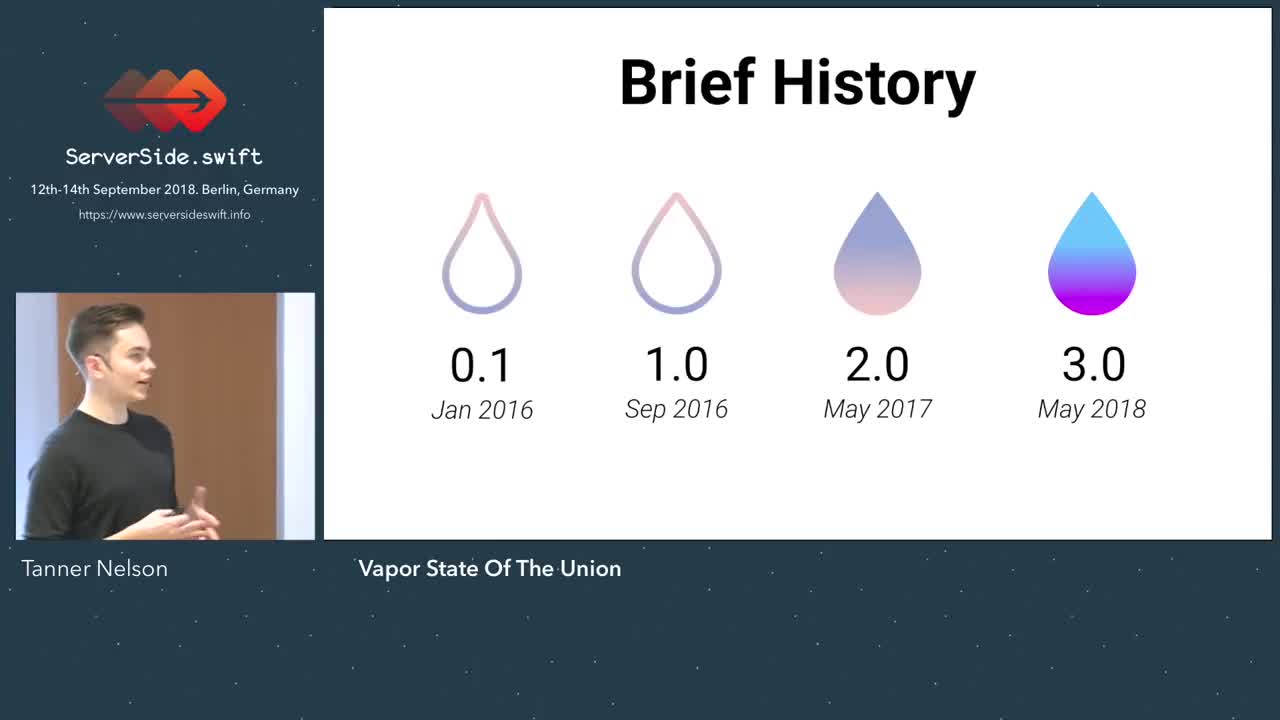 ServerSide.swift
12th-14th September 2018. Berlin, Germany
https://www.serversideswift.info
Brief History
0.1
Jan 2016
1.0
Sep 2016
2.0
May 2017
3.0
May 2018
Tanner Nelson
Vapor State Of The Union